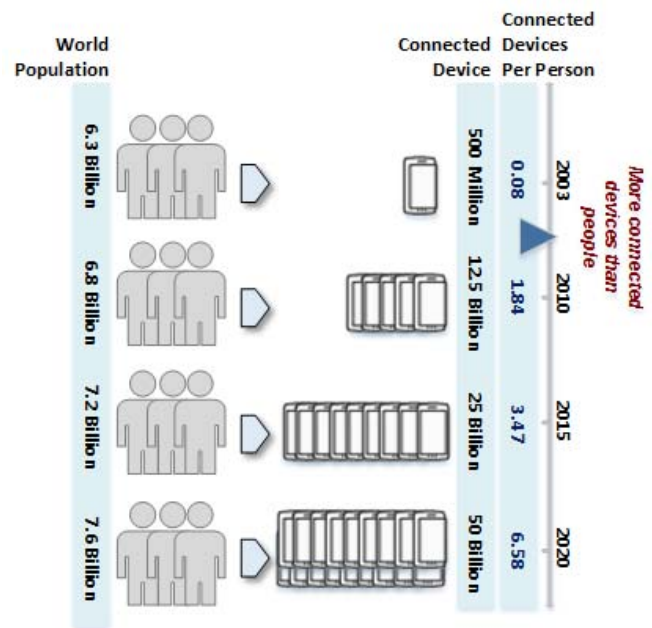 World
Population
Connected
Device
Connected
Devices
Per Person
6.3 Billion
500 Million
0.08
2003
More connected
devices than
people
6.8 Billion
12.5 Billion
1.84
2010
7.2 Billion
25 Billion
3.47
2015
7.6 Billion
50 Billion
6.58
2020